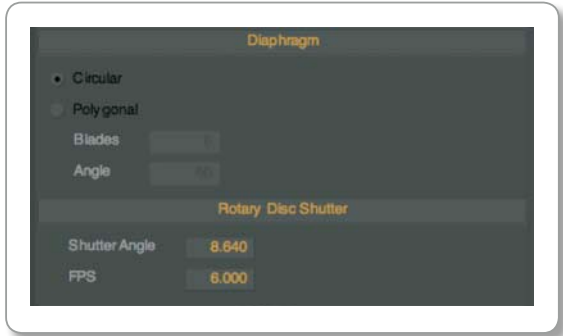 Diaphragm
Circular
Polygonal
Blades
Angle
Rotary Disc Shutter
Shutter Angle 8.640
FPS 6.000